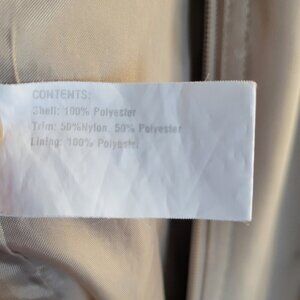 CONTENTS:
Shell: 100% Polyester
Trim: 50%Nylon. 50% Polyester
Lining: 100% Polyester